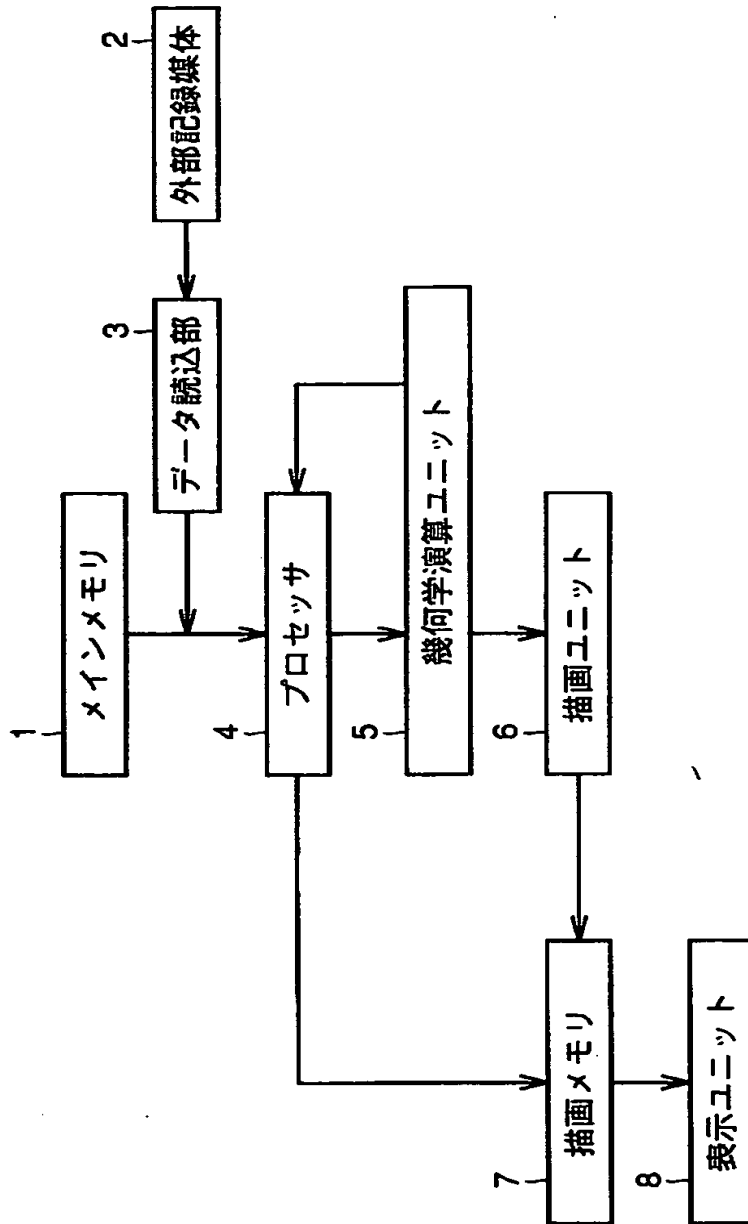 1
メインメモリ
2
外部記録媒体
3
データ読込部
4
プロセッサ
5
幾何学演算ユニット
6
描画ユニット
7
描画メモリ
8
表示ユニット